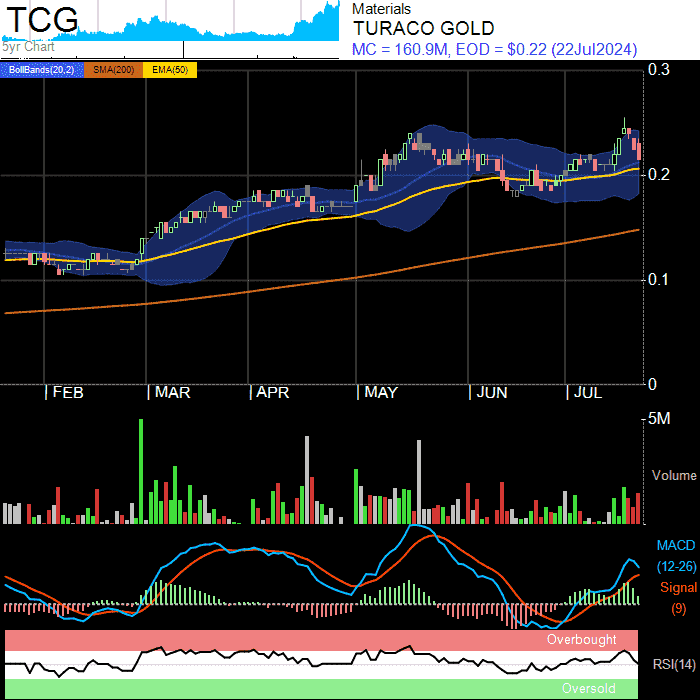 TCG
5yr Chart
Materials
TURACO GOLD
MC = 160.9M, EOD = $0.22 (22Jul2024)
BollBands(20,2) SMA(200) EMA(50)
0.3
0.2
0.1
0
FEB MAR APR MAY JUN JUL
5M
Volume
MACD
(12-26)
Signal
(9)
Overbought
RSI(14)
Oversold